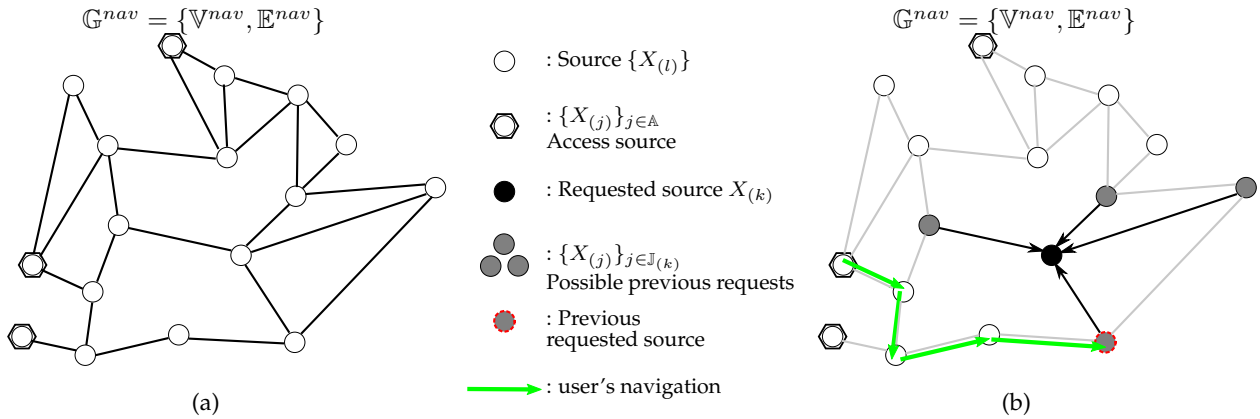 𝔾^{nav} = {𝕍^{nav}, 𝔼^{nav}}
: Source {X_{(l)}}
: {X_{(j)}}_{j∈𝔸}
Access source
: Requested source X_{(k)}
: {X_{(j)}}_{j∈𝕁_{(k)}}
Possible previous requests
: Previous
requested source
: user's navigation
(a)
𝔾^{nav} = {𝕍^{nav}, 𝔼^{nav}}
(b)